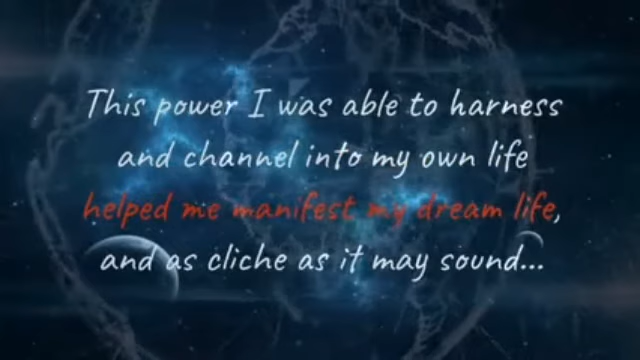 This power I was able to harness
and channel into my own life
helped me manifest my dream life,
and as cliche as it may sound...